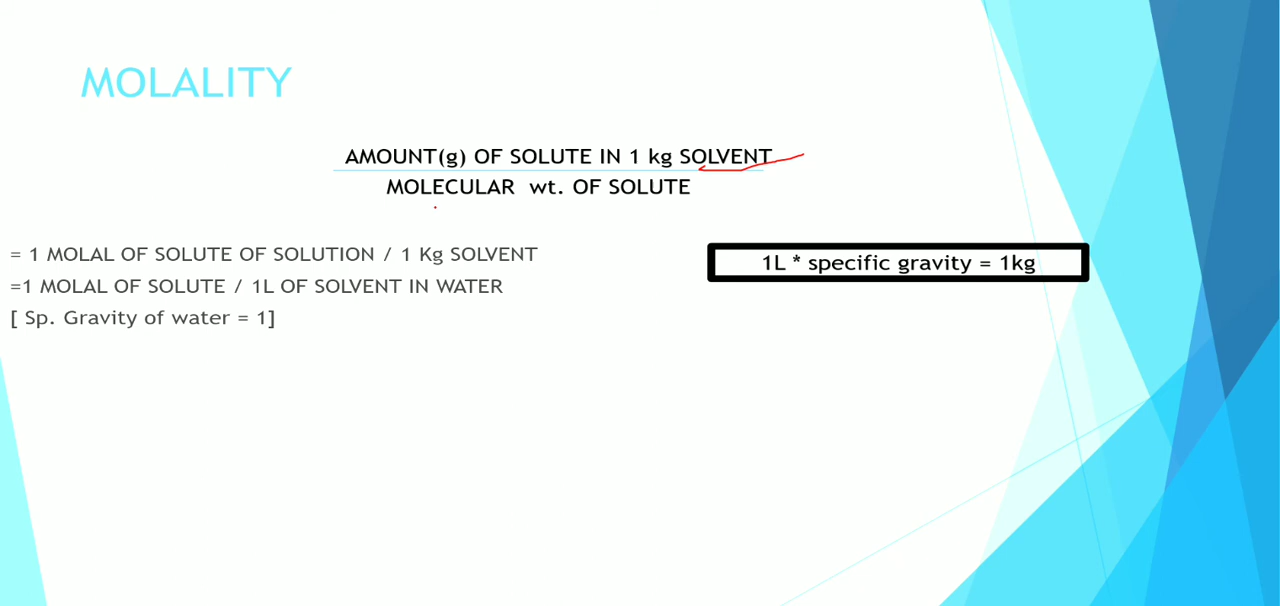 MOLALITY
AMOUNT(g) OF SOLUTE IN 1 kg SOLVENT
MOLECULAR wt. OF SOLUTE
= 1 MOLAL OF SOLUTE OF SOLUTION / 1 Kg SOLVENT
=1 MOLAL OF SOLUTE / 1L OF SOLVENT IN WATER
[ Sp. Gravity of water = 1]
1L * specific gravity = 1kg